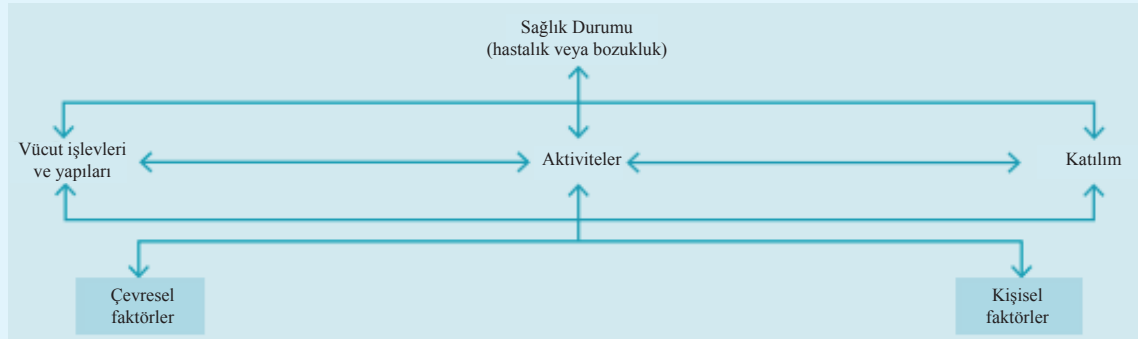 Sağlık Durumu
(hastalık veya bozukluk)
Vücut işlevleri
ve yapıları
Aktiviteler
Katılım
Çevresel
faktörler
Kişisel
faktörler